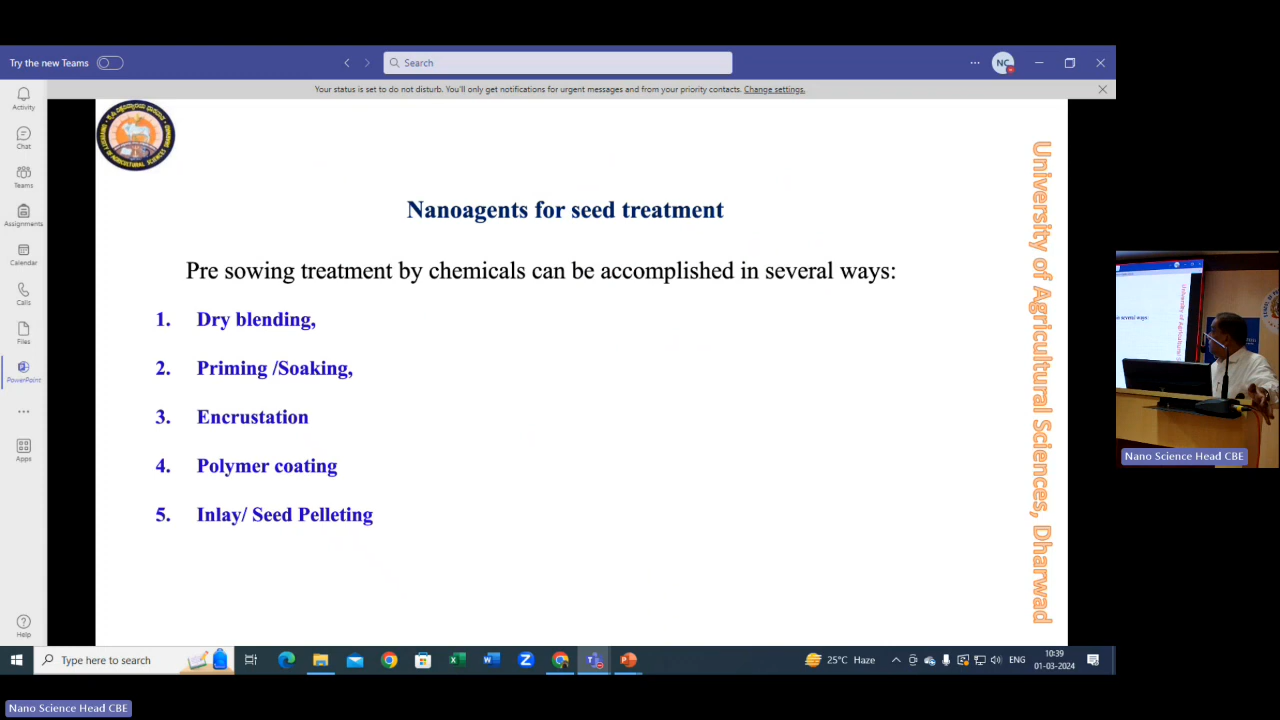 Try the new Teams
Search
NC
Your status is set to do not disturb. You'll only get notifications for urgent messages and from your priority contacts. Change settings.
Activity
Chat
Teams
Assignments
Calendar
Calls
Files
PowerPoint
Apps
Help
Nanoagents for seed treatment
Pre sowing treatment by chemicals can be accomplished in several ways:
1. Dry blending,
2. Priming /Soaking,
3. Encrustation
4. Polymer coating
5. Inlay/ Seed Pelleting
University of Agricultural Sciences, Dharwad
Nano Science Head CBE
Type here to search
25°C Haze
ENG
10:39
01-03-2024
Nano Science Head CBE